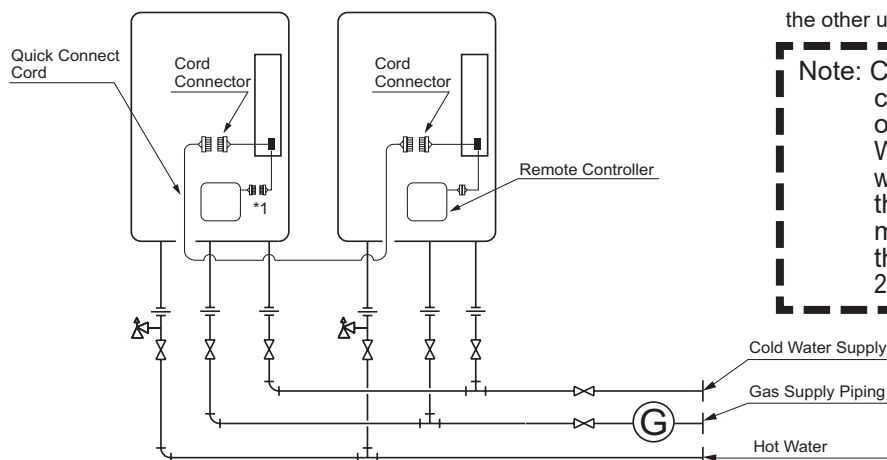 the other u
Quick Connect
Cord
Cord
Connector
Cord
Connector
Remote Controller
*1
Note: C
c
o
W
w
th
m
th
2
Cold Water Supply
Gas Supply Piping
G
Hot Water